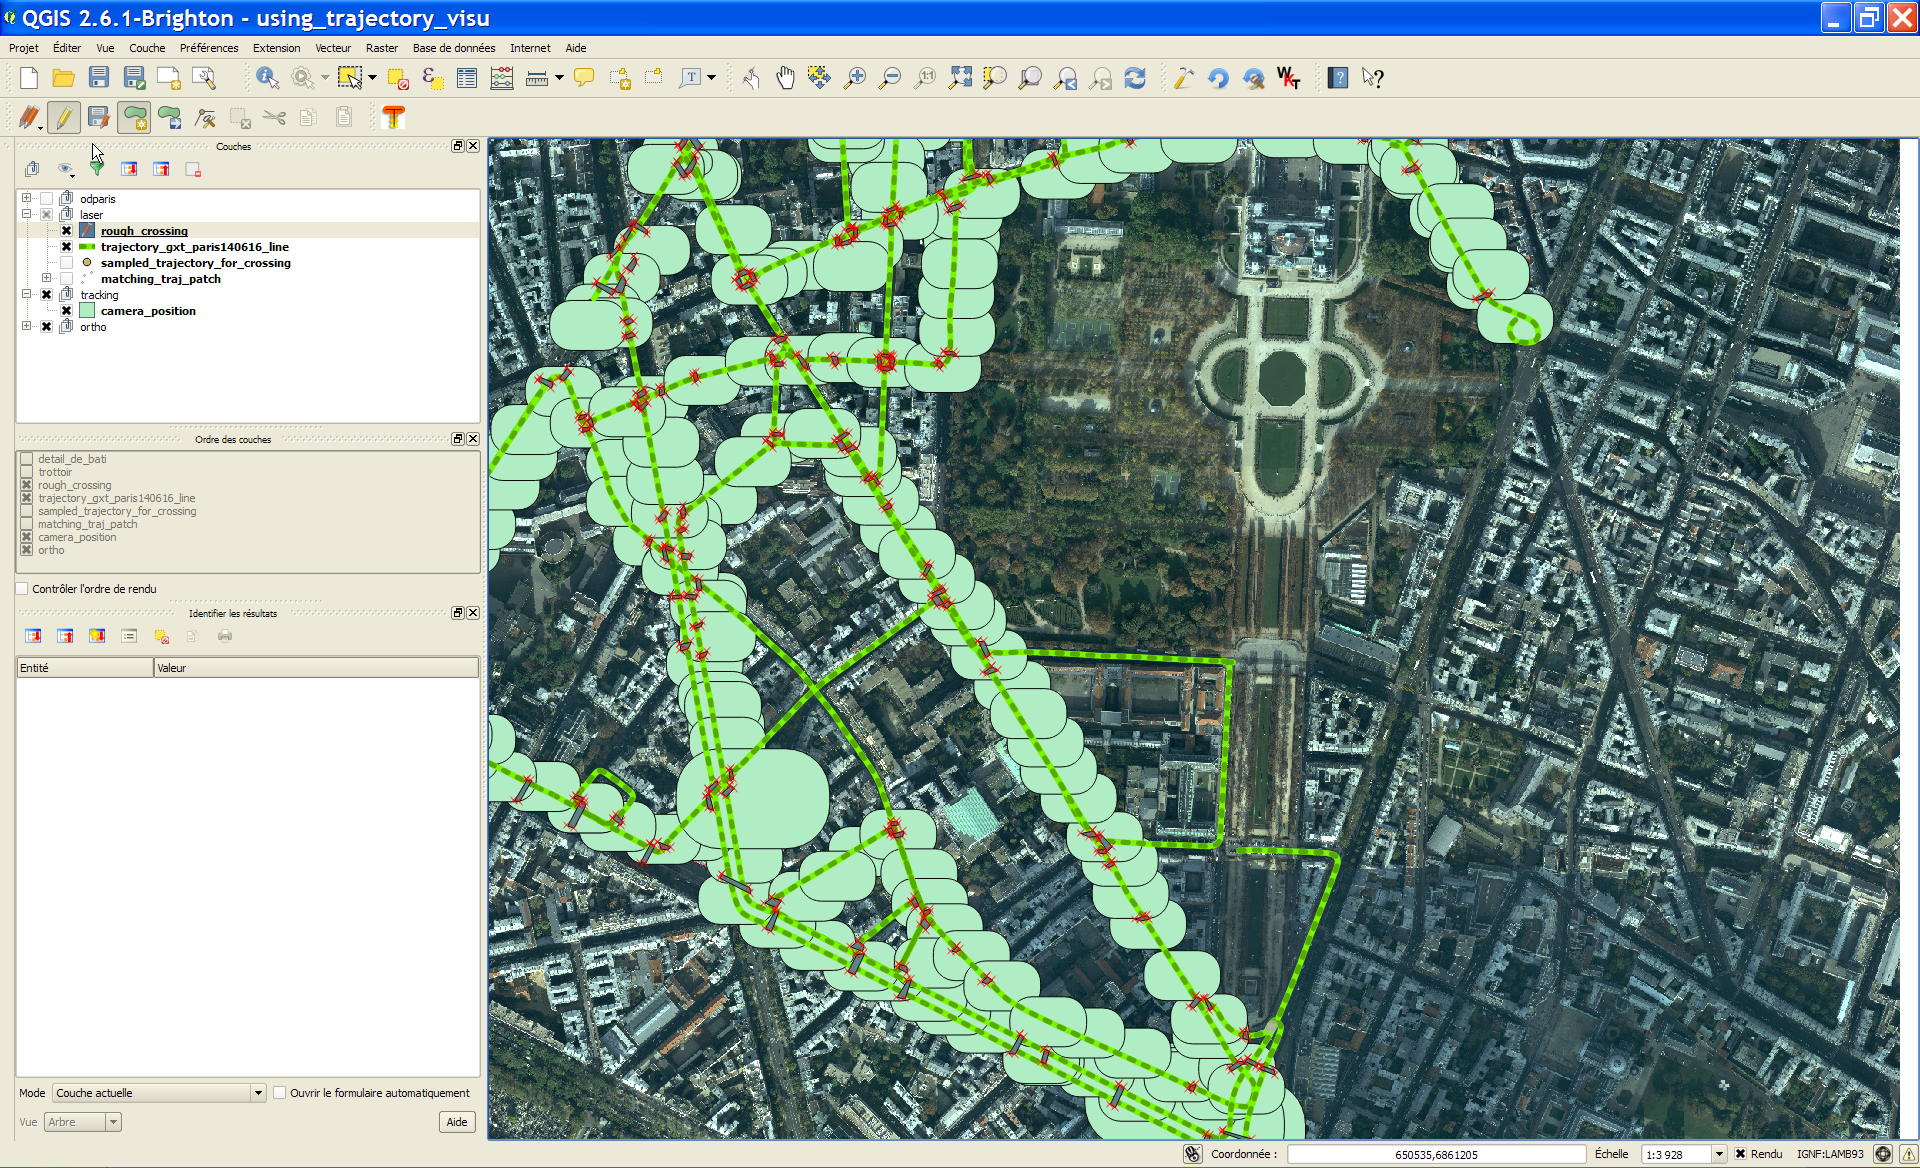 QGIS 2.6.1-Brighton - using_trajectory_visu
Projet Éditer Vue Couche Préférences Extension Vecteur Raster Base de données Internet Aide
Couches
odparis
laser
rough_crossing
trajectory_gxt_paris140616_line
sampled_trajectory_for_crossing
matching_traj_patch
tracking
camera_position
ortho
Ordre des couches
detail_de_bati
trottoir
rough_crossing
trajectory_gxt_paris140616_line
sampled_trajectory_for_crossing
matching_traj_patch
camera_position
ortho
Contrôler l'ordre de rendu
Identifier les résultats
Entité Valeur
Mode Couche actuelle Ouvrir le formulaire automatiquement
Vue Arbre Aide
Coordonnée : 650535,6861205 Échelle 1:3 928 Rendu IGNF:LAMB93